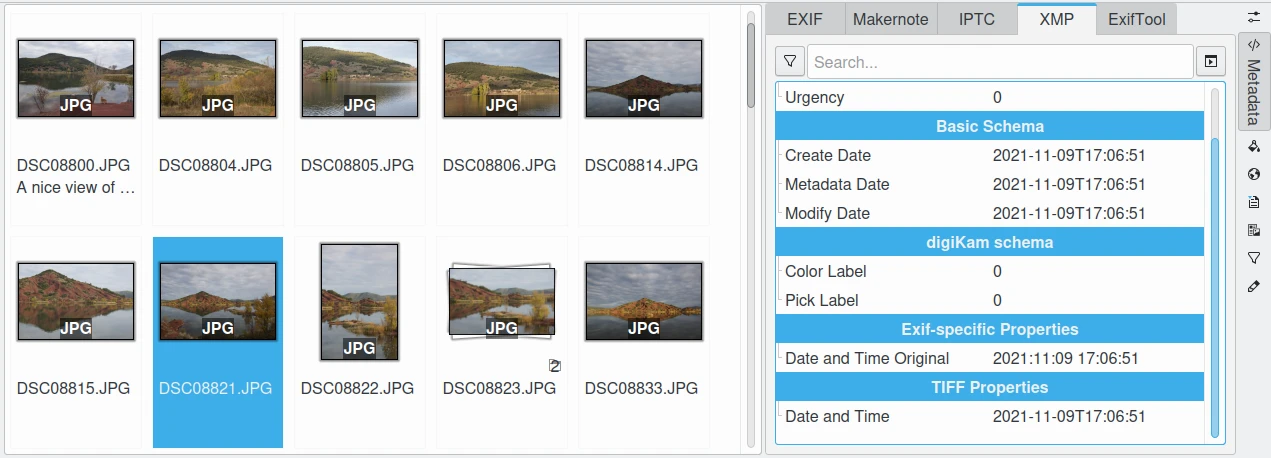 JPG JPG JPG JPG JPG
DSC08800.JPG DSC08804.JPG DSC08805.JPG DSC08806.JPG DSC08814.JPG
A nice view of ...
JPG JPG JPG JPG JPG
2
DSC08815.JPG DSC08821.JPG DSC08822.JPG DSC08823.JPG DSC08833.JPG
EXIF Makernote IPTC XMP ExifTool
Search...
Urgency 0
Basic Schema
Create Date 2021-11-09T17:06:51
Metadata Date 2021-11-09T17:06:51
Modify Date 2021-11-09T17:06:51
digiKam schema
Color Label 0
Pick Label 0
Exif-specific Properties
Date and Time Original 2021:11:09 17:06:51
TIFF Properties
Date and Time 2021-11-09T17:06:51
Metadata